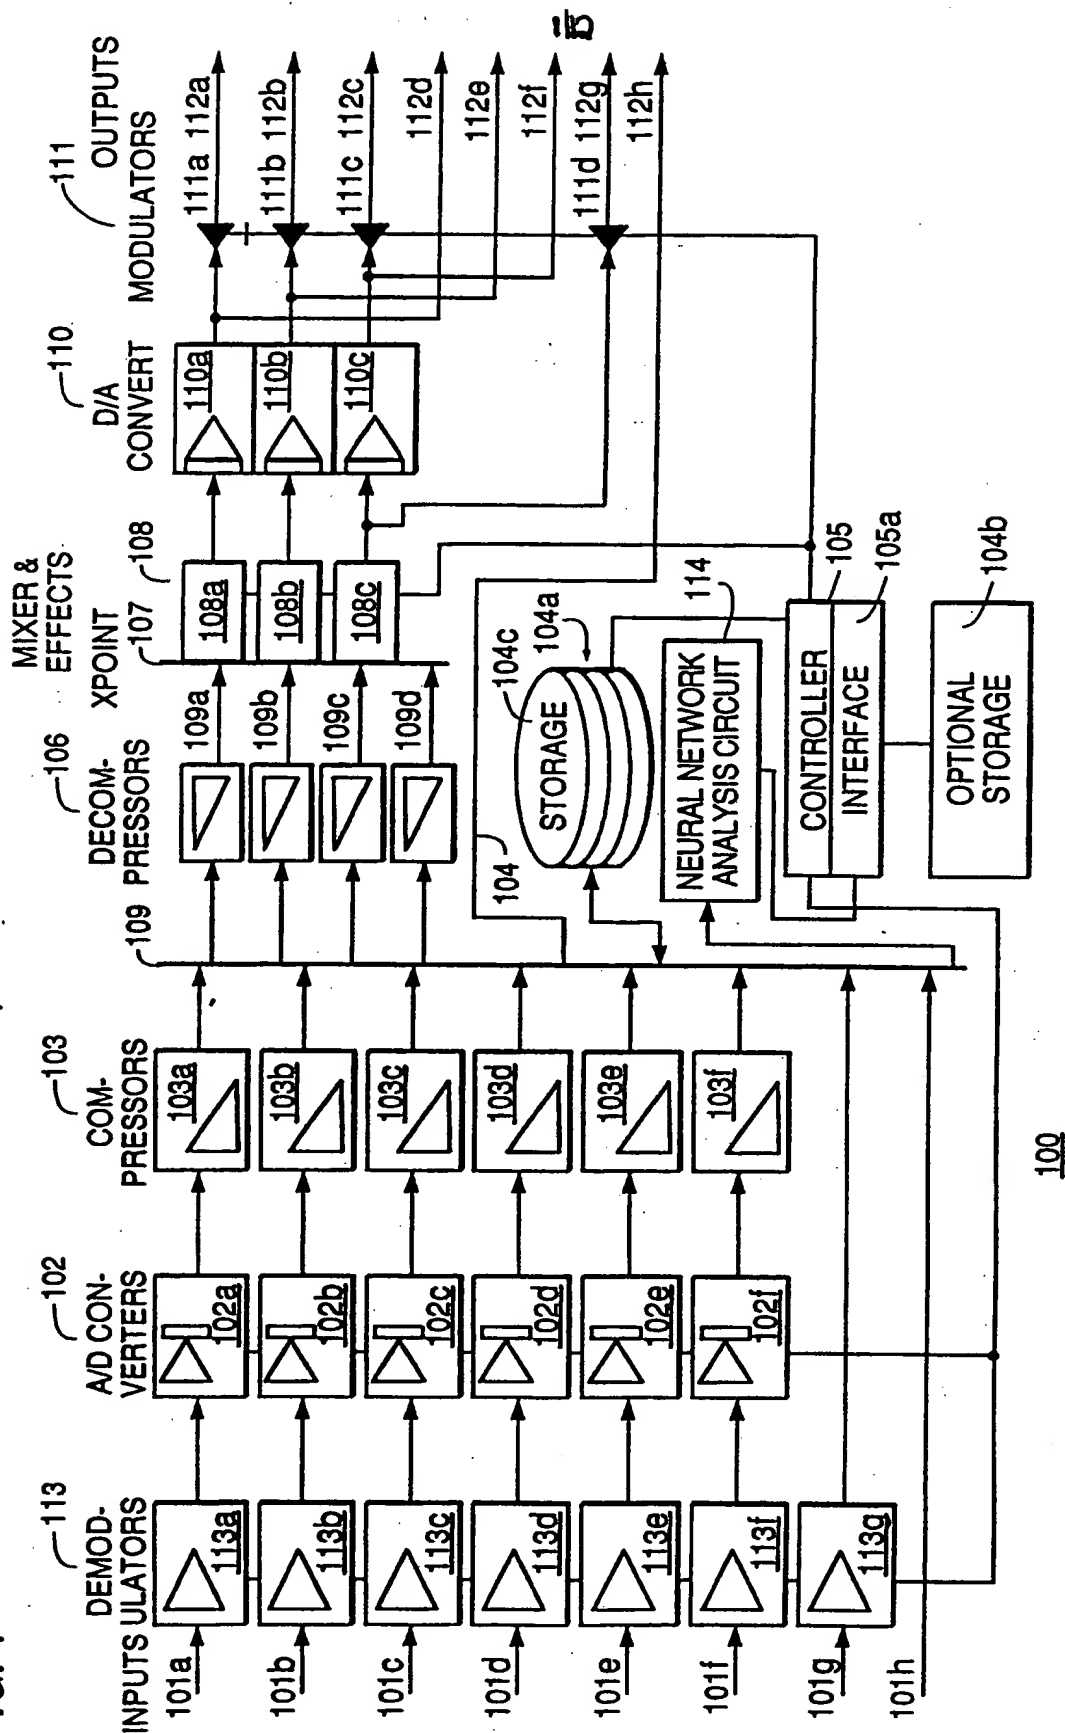 113
DEMOD-
INPUTS ULATORS
102
A/D CON-
VERTERS
103
COM-
PRESSORS
109
106
DECOM-
PRESSORS
MIXER &
EFFECTS
108
XPOINT
107
110
D/A
CONVERT
111
MODULATORS
OUTPUTS
101a
113a
102a
103a
109a
108a
110a
111a
112a
101b
113b
102b
103b
109b
108b
110b
111b
112b
101c
113c
102c
103c
109c
108c
110c
111c
112c
109d
112d
112e
112f
101d
113d
102d
103d
104
STORAGE
104c
104a
111d
112g
112h
101e
113e
102e
103e
101f
113f
102f
103f
NEURAL NETWORK
ANALYSIS CIRCUIT
114
101g
113g
101h
CONTROLLER
105
INTERFACE
105a
OPTIONAL
STORAGE
104b
100